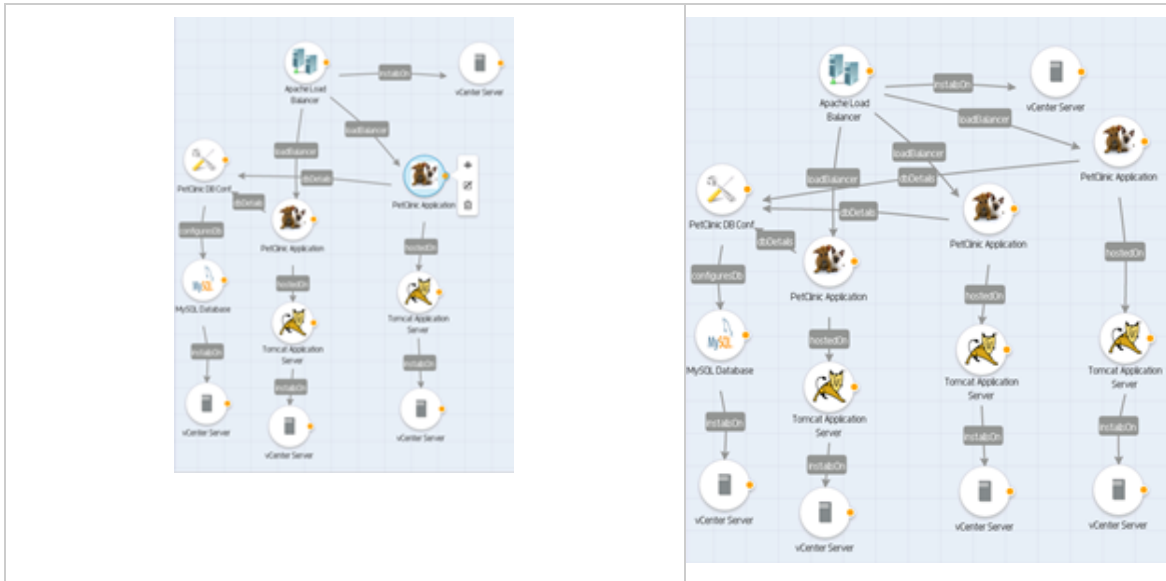 Apache Load
Balancer
installsOn
vCenter Server
loadBalancer
loadBalancer
PetClinic DB Conf
dbDetails
dbDetails
PetClinic Application
PetClinic Application
configuresDb
hostedOn
hostedOn
MySQL
MySQL Database
Tomcat Application
Server
Tomcat Application
Server
installsOn
installsOn
installsOn
vCenter Server
vCenter Server
vCenter Server
Apache Load
Balancer
installsOn
vCenter Server
loadBalancer
loadBalancer
loadBalancer
PetClinic Application
dbDetails
dbDetails
dbDetails
PetClinic DB Conf
PetClinic Application
PetClinic Application
configuresDb
hostedOn
hostedOn
hostedOn
MySQL
MySQL Database
Tomcat Application
Server
Tomcat Application
Server
Tomcat Application
Server
installsOn
installsOn
installsOn
installsOn
vCenter Server
vCenter Server
vCenter Server
vCenter Server